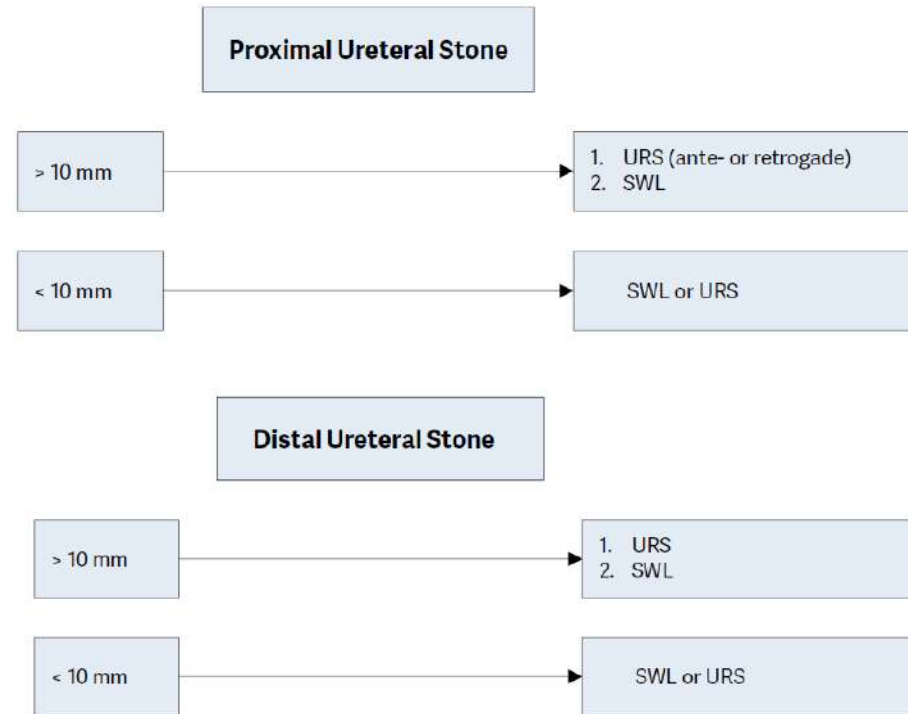 Proximal Ureteral Stone
> 10 mm
1. URS (ante- or retrogade)
2. SWL
< 10 mm
SWL or URS
Distal Ureteral Stone
> 10 mm
1. URS
2. SWL
< 10 mm
SWL or URS